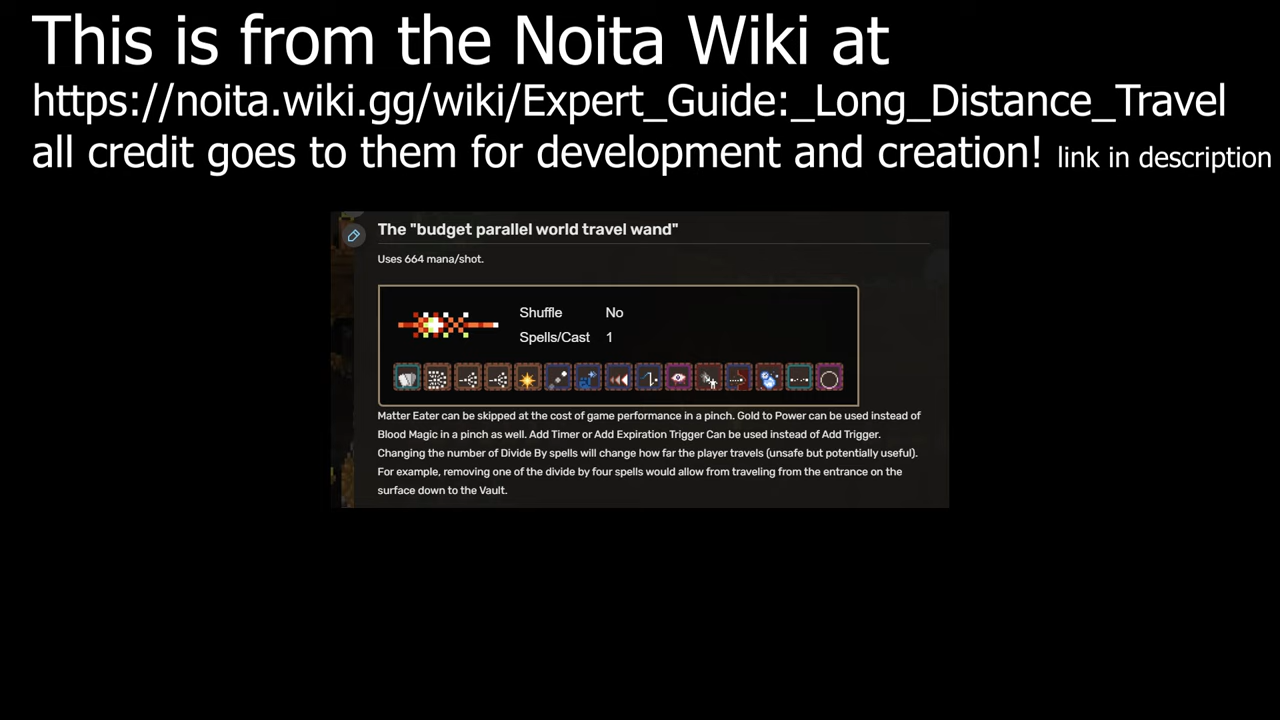 This is from the Noita Wiki at
https://noita.wiki.gg/wiki/Expert_Guide:_Long_Distance_Travel
all credit goes to them for development and creation! link in description
The "budget parallel world travel wand"
Uses 664 mana/shot.
Shuffle No
Spells/Cast 1
Matter Eater can be skipped at the cost of game performance in a pinch. Gold to Power can be used instead of
Blood Magic in a pinch as well. Add Timer or Add Expiration Trigger Can be used instead of Add Trigger.
Changing the number of Divide By spells will change how far the player travels (unsafe but potentially useful).
For example, removing one of the divide by four spells would allow from traveling from the entrance on the
surface down to the Vault.